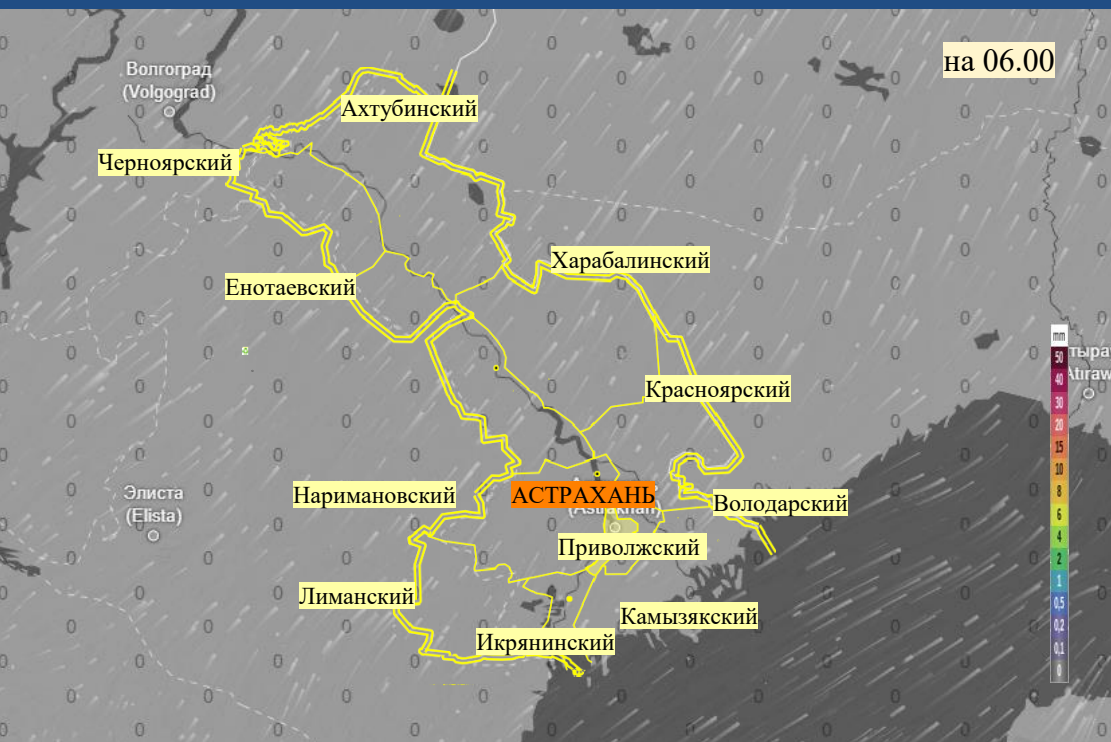 на 06.00
Волгоград
(Volgograd)
Ахтубинский
Черноярский
Харабалинский
Енотаевский
mm
50
40
30
20
15
10
8
6
4
2
1
0,5
0,2
0,1
0
Красноярский
Элиста
(Elista)
Наримановский
АСТРАХАНЬ
Володарский
Приволжский
Лиманский
Камызякский
Икрянинский